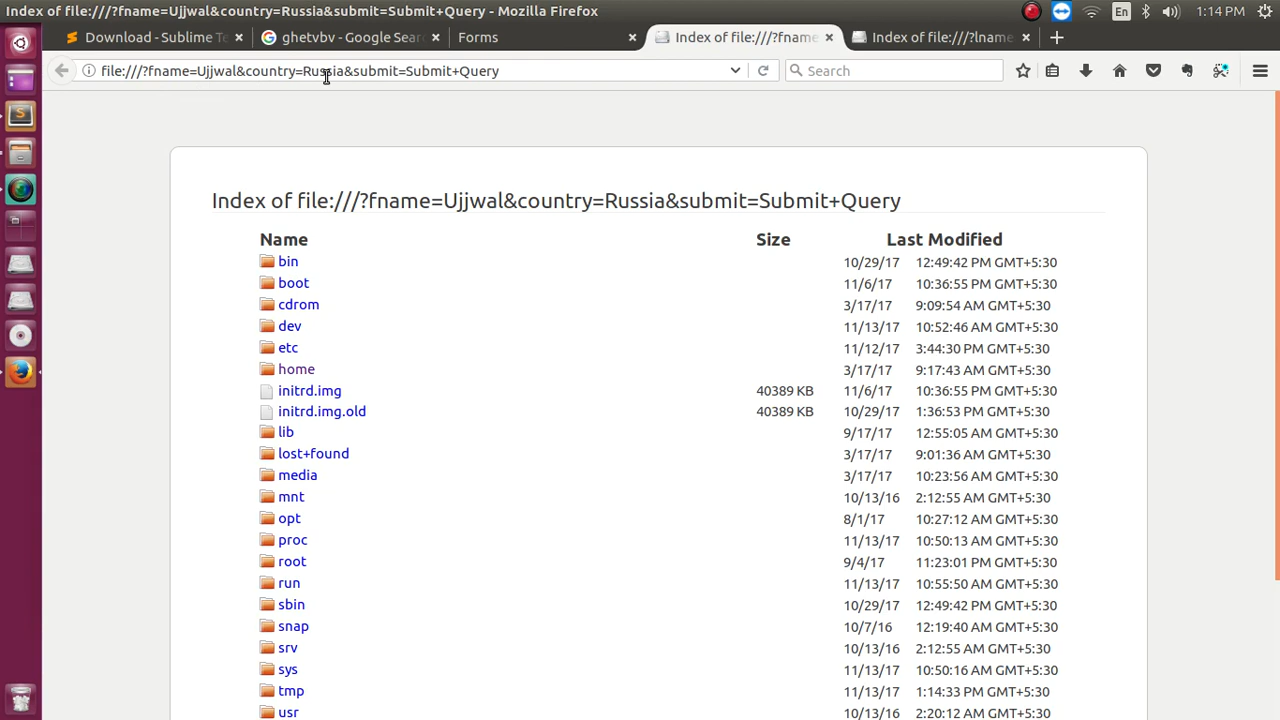 Index of file:///?fname=Ujjwal&country=Russia&submit=Submit+Query - Mozilla Firefox
En
1:14 PM
Download - Sublime Te
ghetvbv - Google Sear
Forms
Index of file:///?fname
Index of file:///?lname=
file:///?fname=Ujjwal&country=Russia&submit=Submit+Query
Search
Index of file:///?fname=Ujjwal&country=Russia&submit=Submit+Query
Name Size Last Modified
bin 10/29/17 12:49:42 PM GMT+5:30
boot 11/6/17 10:36:55 PM GMT+5:30
cdrom 3/17/17 9:09:54 AM GMT+5:30
dev 11/13/17 10:52:46 AM GMT+5:30
etc 11/12/17 3:44:30 PM GMT+5:30
home 3/17/17 9:17:43 AM GMT+5:30
initrd.img 40389 KB 11/6/17 10:36:55 PM GMT+5:30
initrd.img.old 40389 KB 10/29/17 1:36:53 PM GMT+5:30
lib 9/17/17 12:55:05 AM GMT+5:30
lost+found 3/17/17 9:01:36 AM GMT+5:30
media 3/17/17 10:23:56 AM GMT+5:30
mnt 10/13/16 2:12:55 AM GMT+5:30
opt 8/1/17 10:27:12 AM GMT+5:30
proc 11/13/17 10:50:13 AM GMT+5:30
root 9/4/17 11:23:01 PM GMT+5:30
run 11/13/17 10:55:50 AM GMT+5:30
sbin 10/29/17 12:49:42 PM GMT+5:30
snap 10/7/16 12:19:40 PM GMT+5:30
srv 10/13/16 2:12:55 AM GMT+5:30
sys 11/13/17 10:50:16 AM GMT+5:30
tmp 11/13/17 1:14:33 PM GMT+5:30
usr 10/13/16 2:20:12 AM GMT+5:30